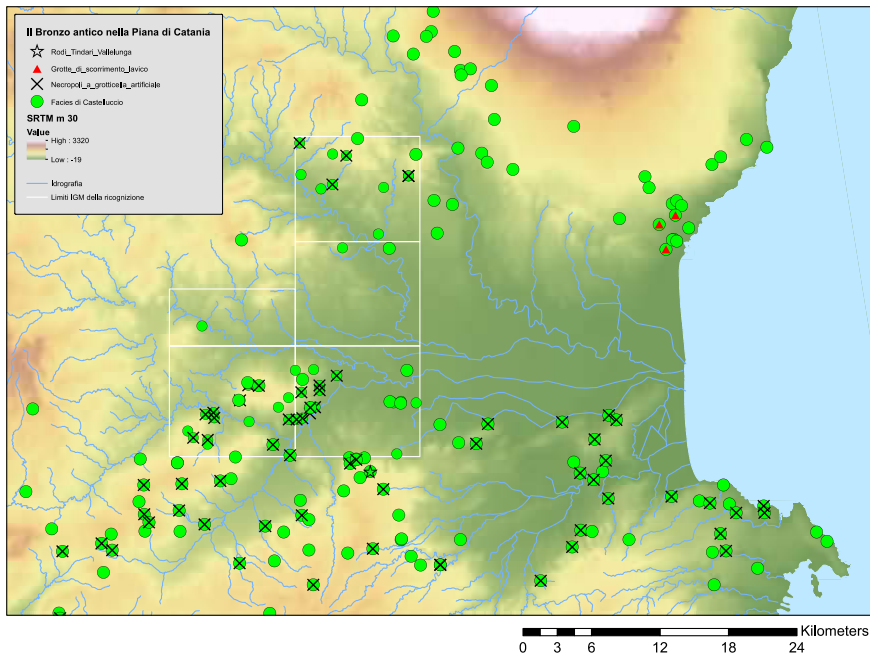 Il Bronzo antico nella Piana di Catania
Rodi_Tindari_Vallelunga
Grotte_di_scorrimento_lavico
Necropoli_a_grotticella_artificiale
Facies di Castelluccio
SRTM m 30
Value
High : 3320
Low : -19
Idrografia
Limiti IGM della ricognizione
Kilometers
0 3 6 12 18 24